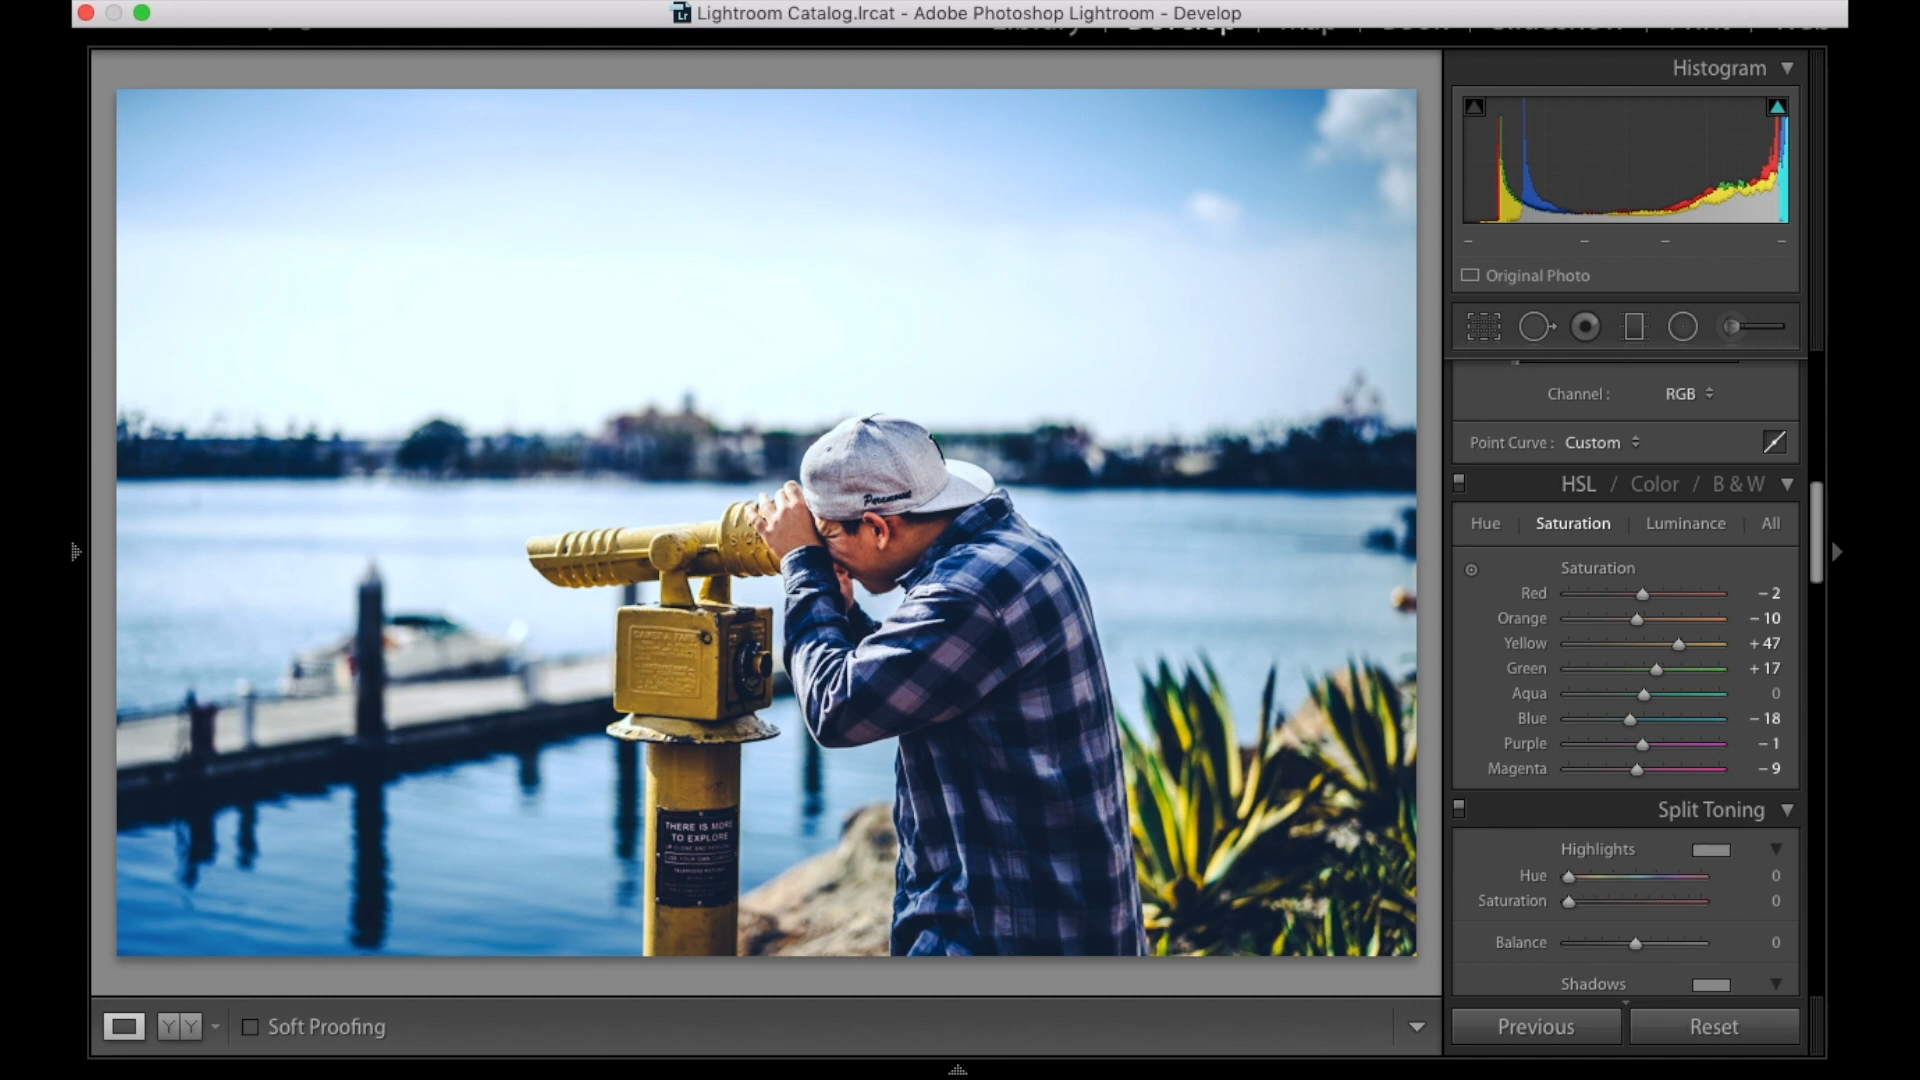 Lightroom Catalog.lrcat - Adobe Photoshop Lightroom - Develop
Histogram
Original Photo
Channel : RGB
Point Curve : Custom
HSL / Color / B & W
Hue Saturation Luminance All
Saturation
Red - 2
Orange - 10
Yellow + 47
Green + 17
Aqua 0
Blue - 18
Purple - 1
Magenta - 9
Split Toning
Highlights
Hue 0
Saturation 0
Balance 0
Shadows
Previous Reset
Y Y Soft Proofing
Paramount
THERE IS MORE
TO EXPLORE